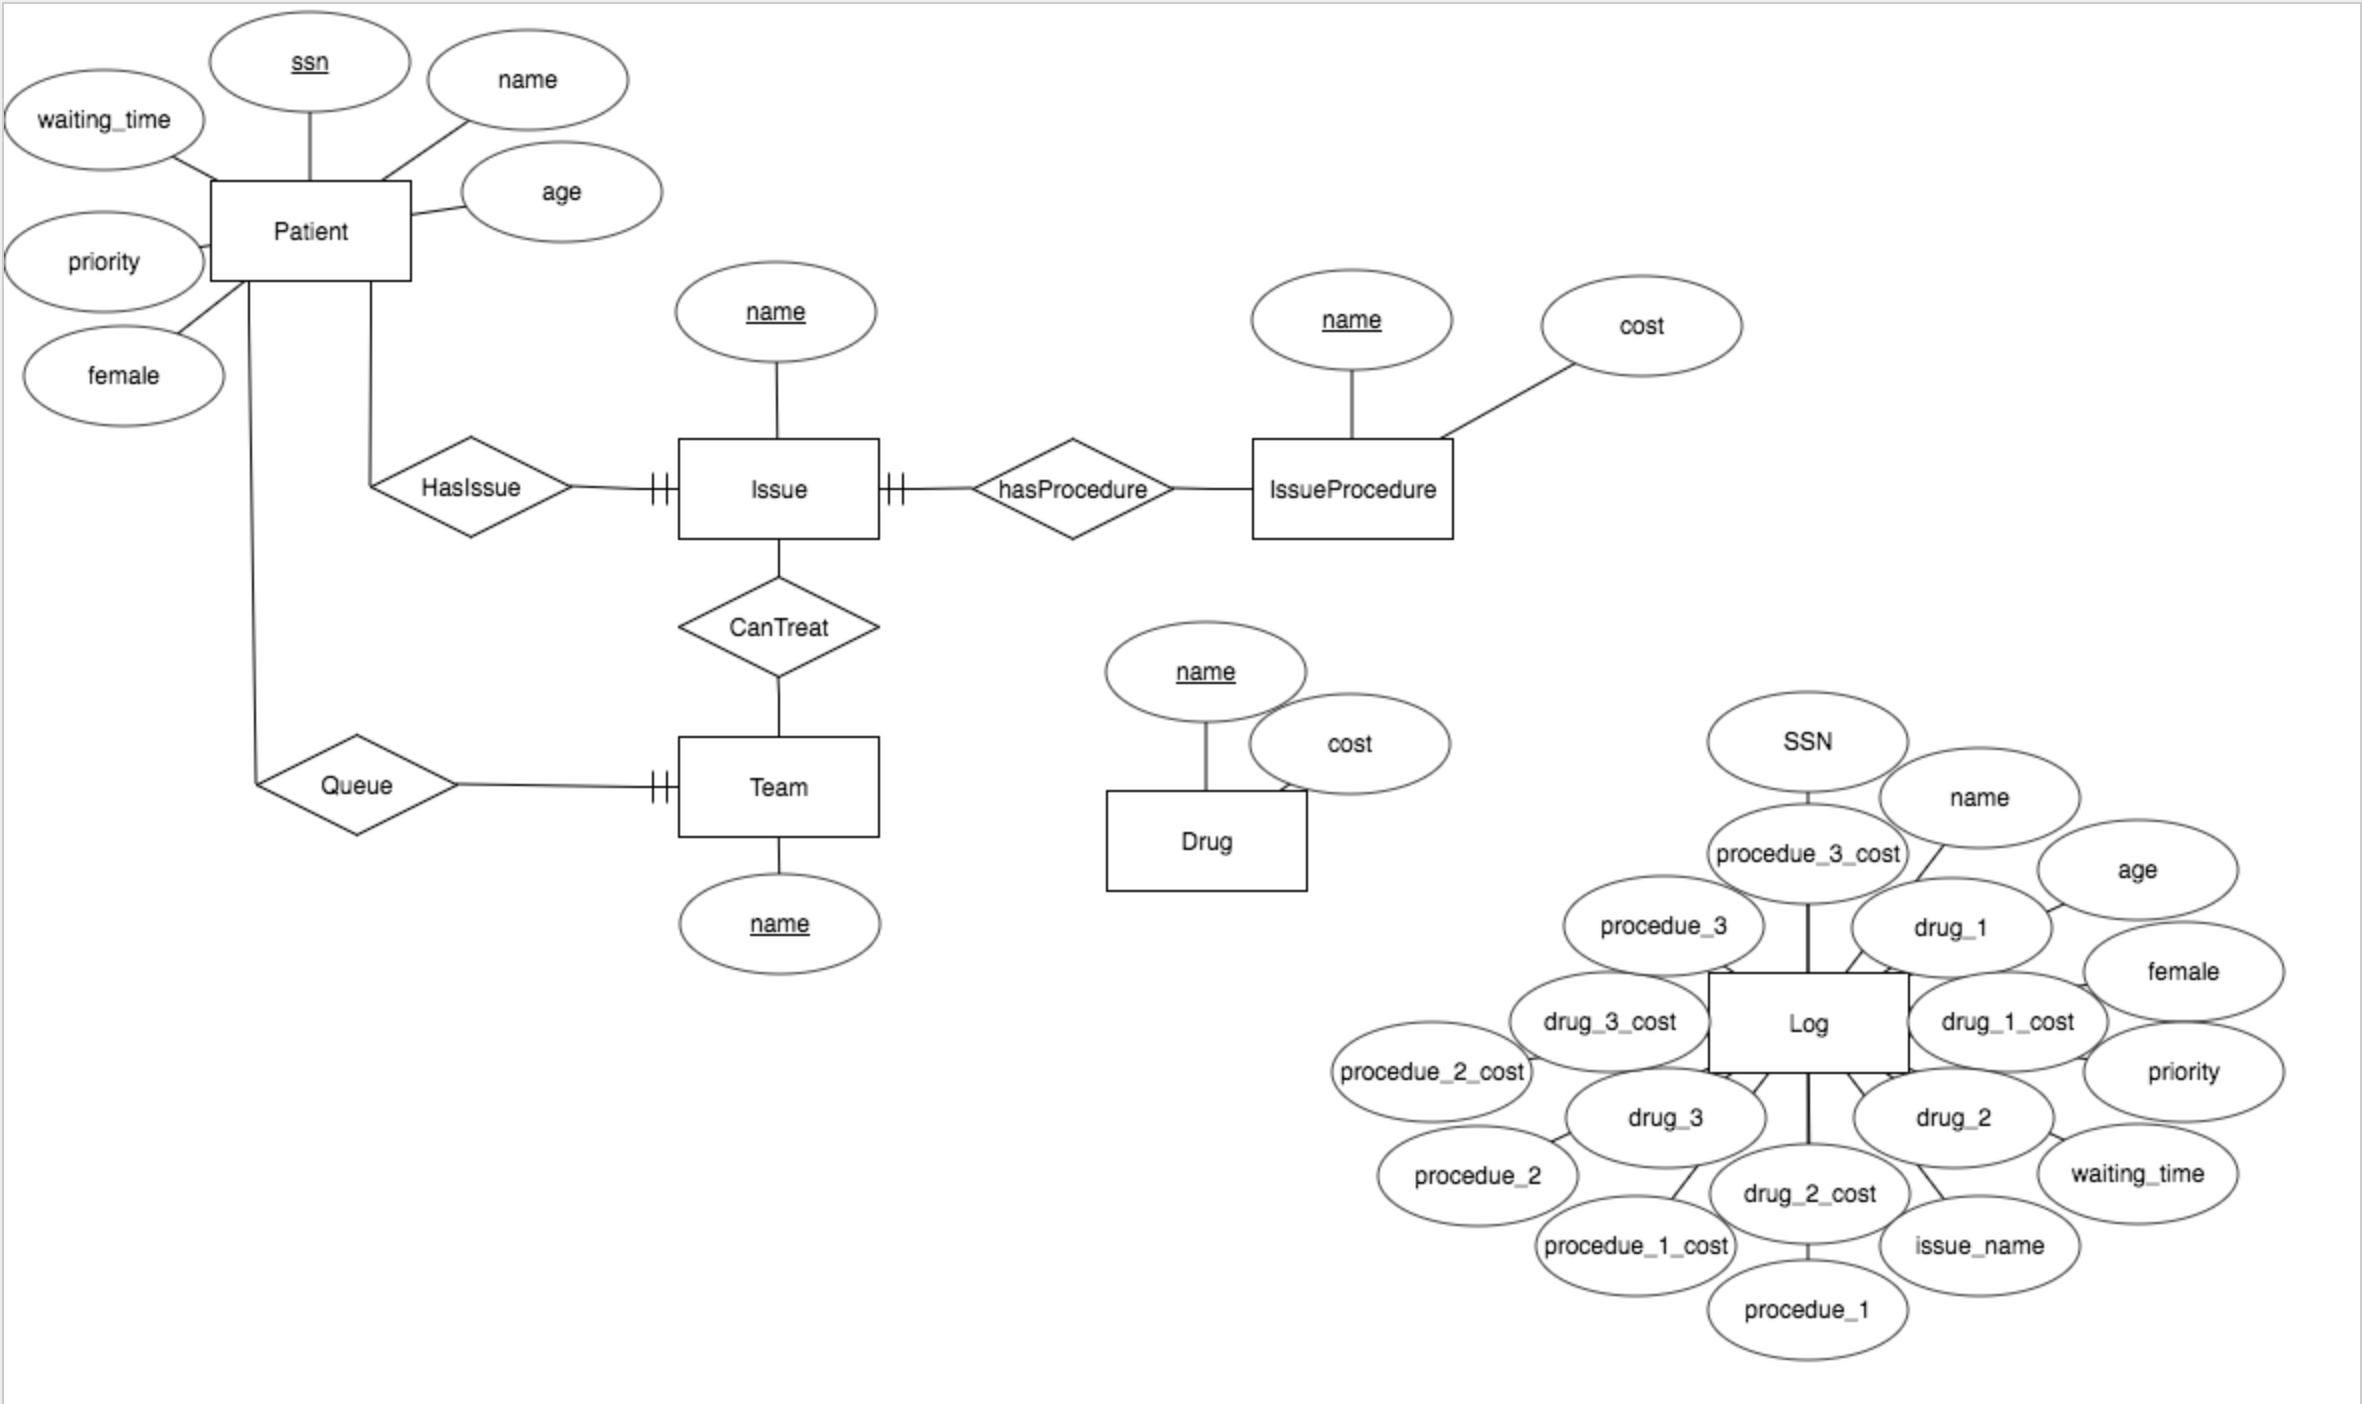 ssn
name
waiting_time
age
Patient
priority
female
name
name
cost
HasIssue
Issue
hasProcedure
IssueProcedure
CanTreat
name
cost
Queue
Team
Drug
name
SSN
name
procedue_3_cost
age
procedue_3
drug_1
female
drug_3_cost
Log
drug_1_cost
procedue_2_cost
priority
drug_3
drug_2
procedue_2
waiting_time
drug_2_cost
procedue_1_cost
issue_name
procedue_1